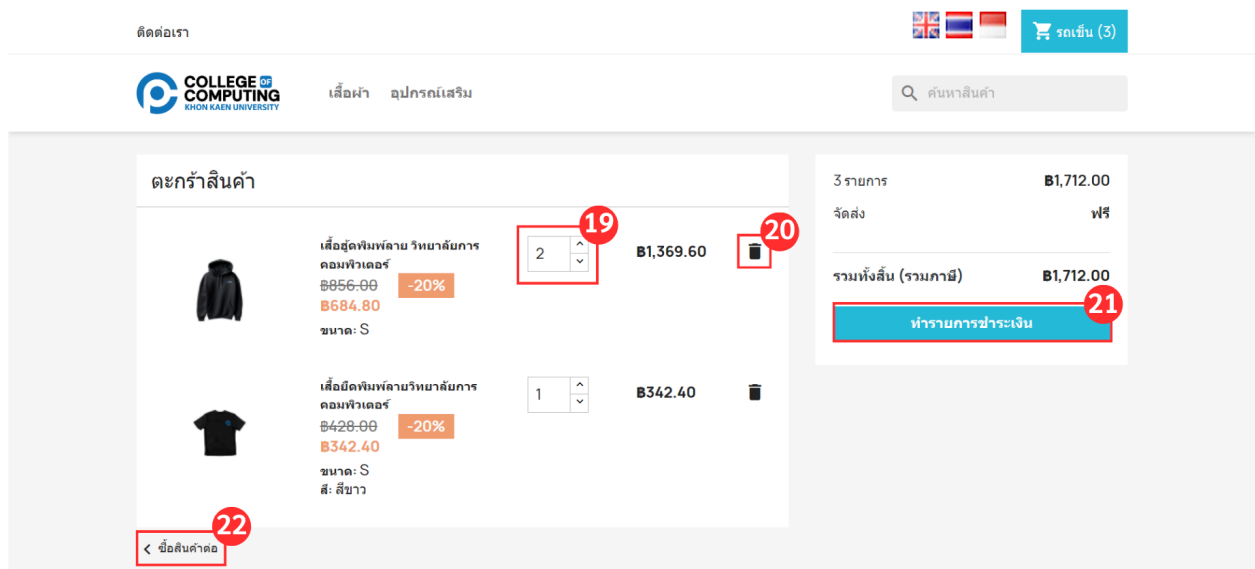 ติดต่อเรา
รถเข็น (3)
COLLEGE OF
COMPUTING
KHON KAEN UNIVERSITY
เสื้อผ้า อุปกรณ์เสริม
ค้นหาสินค้า
ตะกร้าสินค้า
19
20
เสื้อฮู้ดพิมพ์ลาย วิทยาลัยการ
คอมพิวเตอร์
฿856.00 -20%
฿684.80
ขนาด: S
2
฿1,369.60
เสื้อยืดพิมพ์ลายวิทยาลัยการ
คอมพิวเตอร์
฿428.00 -20%
฿342.40
ขนาด: S
สี: สีขาว
1
฿342.40
22
ซื้อสินค้าต่อ
3 รายการ ฿1,712.00
จัดส่ง ฟรี
รวมทั้งสิ้น (รวมภาษี) ฿1,712.00
21
ทำรายการชำระเงิน